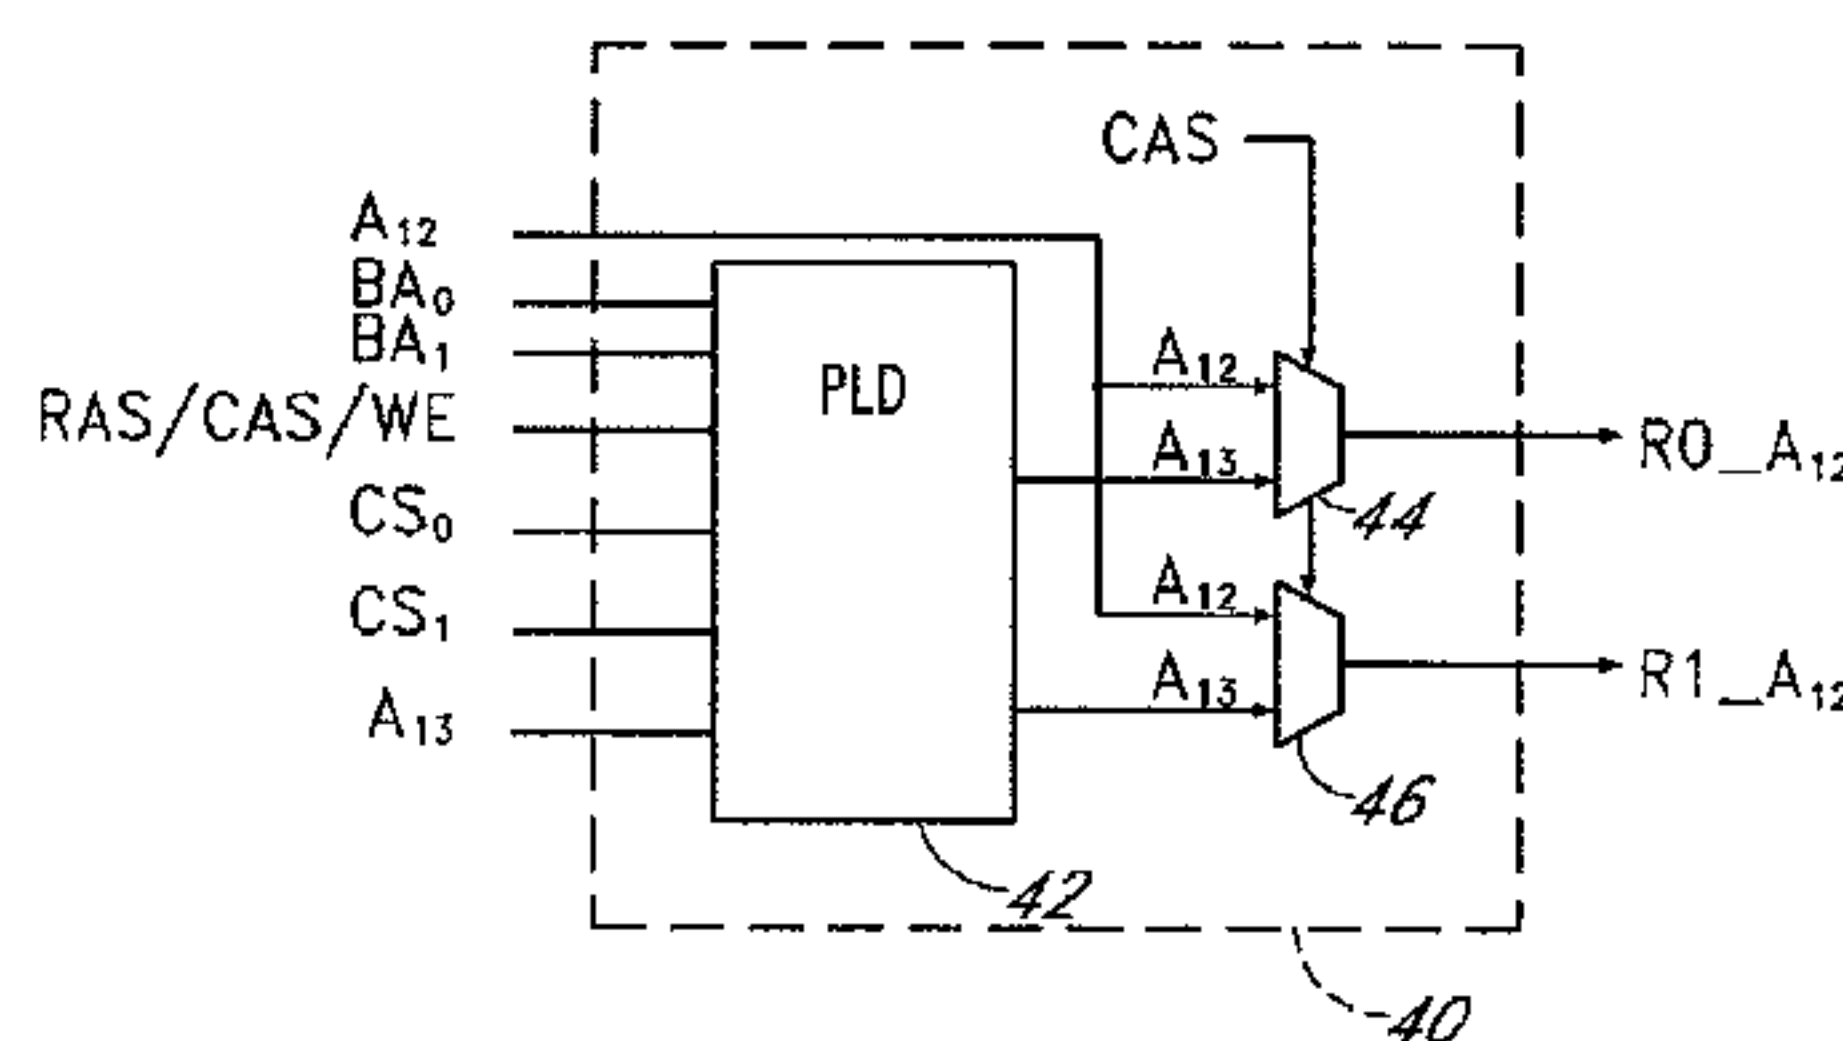 CAS
A₁₂
BA₀
BA₁
RAS/CAS/WE
CS₀
CS₁
A₁₃
PLD
A₁₂
A₁₃
A₁₂
A₁₃
R0_A₁₂
R1_A₁₂
44
46
42
40